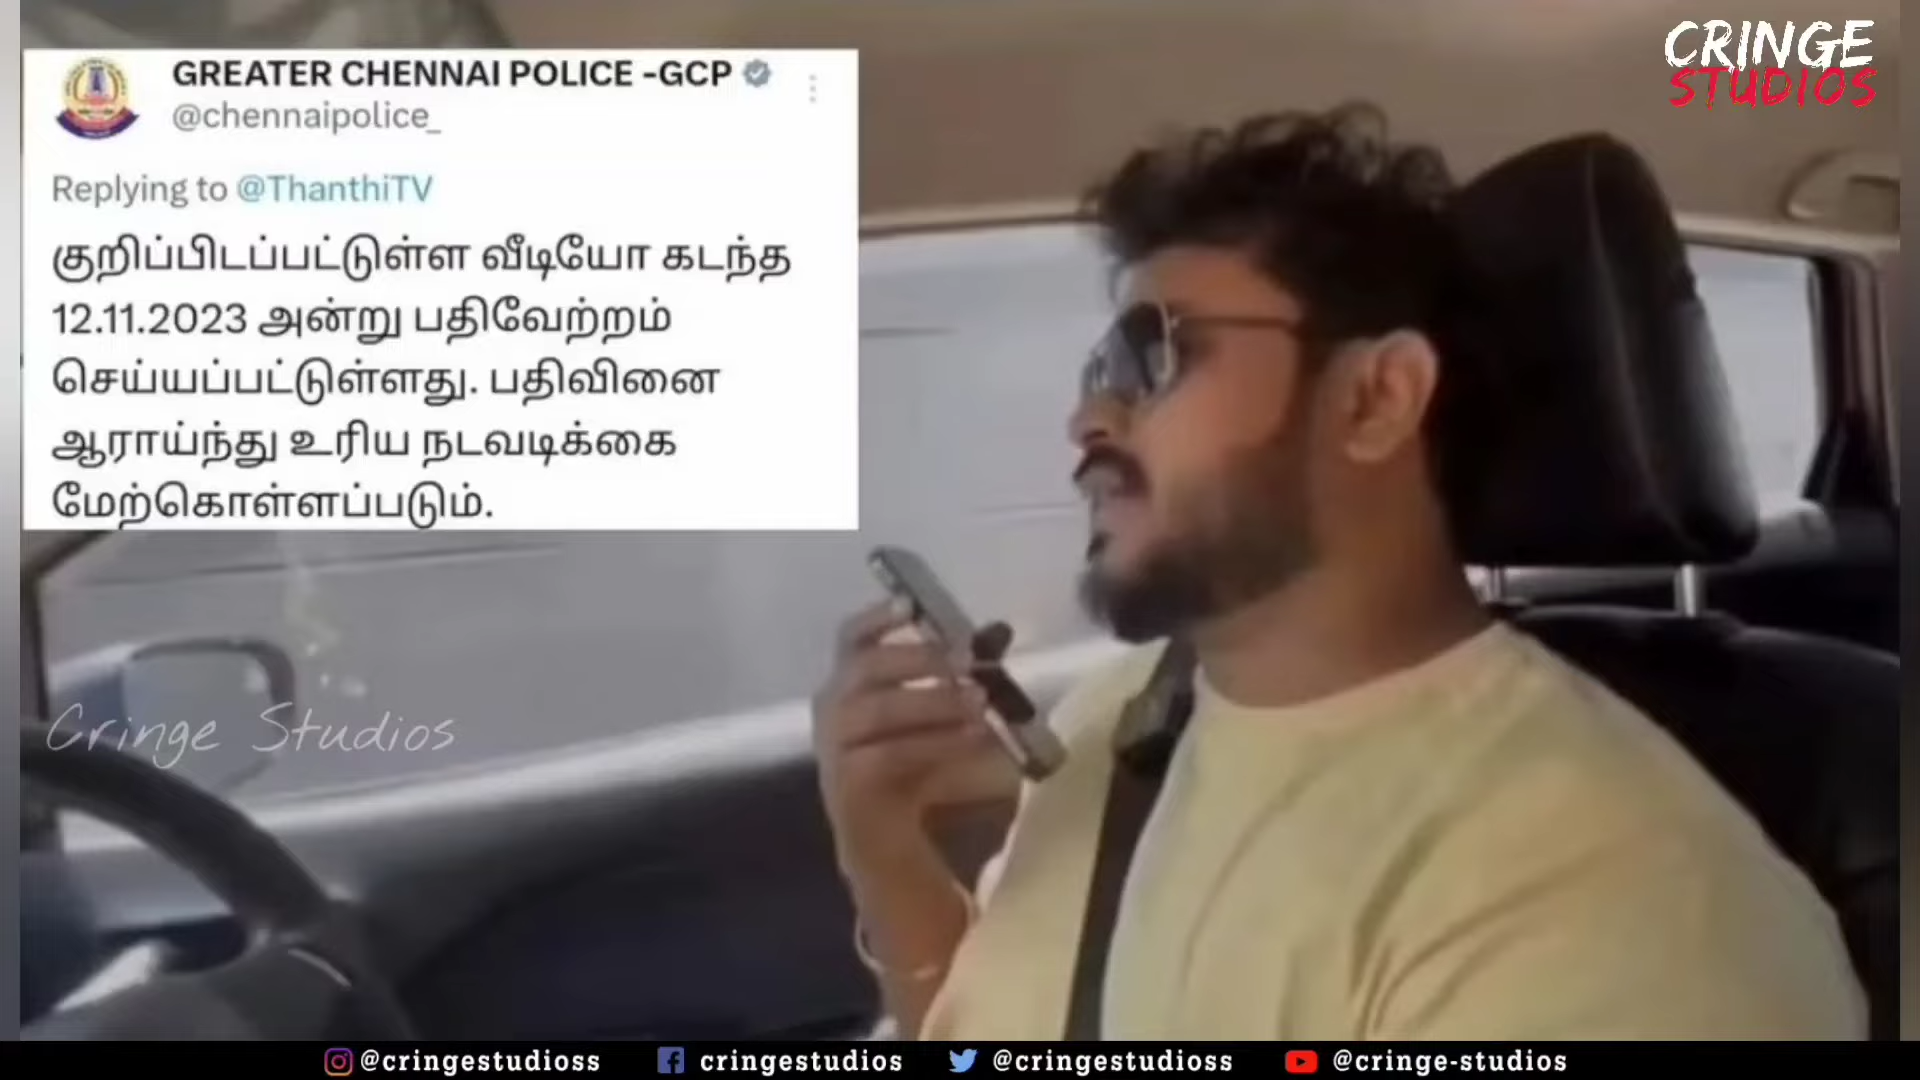 CRINGE
STUDIOS
GREATER CHENNAI POLICE -GCP
@chennaipolice_
Replying to @ThanthiTV
குறிப்பிடப்பட்டுள்ள வீடியோ கடந்த
12.11.2023 அன்று பதிவேற்றம்
செய்யப்பட்டுள்ளது. பதிவினை
ஆராய்ந்து உரிய நடவடிக்கை
மேற்கொள்ளப்படும்.
Cringe Studios
@cringestudioss cringestudios @cringestudioss @cringe-studios